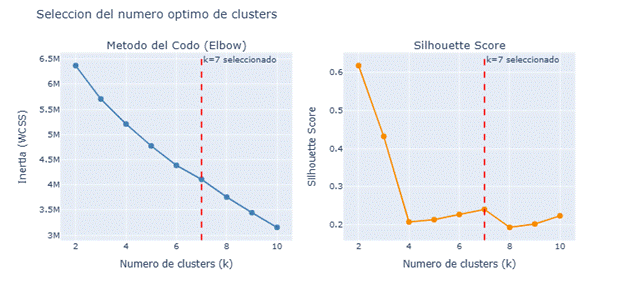 Seleccion del numero optimo de clusters
Metodo del Codo (Elbow)
Silhouette Score
k=7 seleccionado
k=7 seleccionado
6.5M
6M
5.5M
5M
4.5M
4M
3.5M
3M
Inertia (WCSS)
2
4
6
8
10
Numero de clusters (k)
0.6
0.5
0.4
0.3
0.2
Silhouette Score
2
4
6
8
10
Numero de clusters (k)